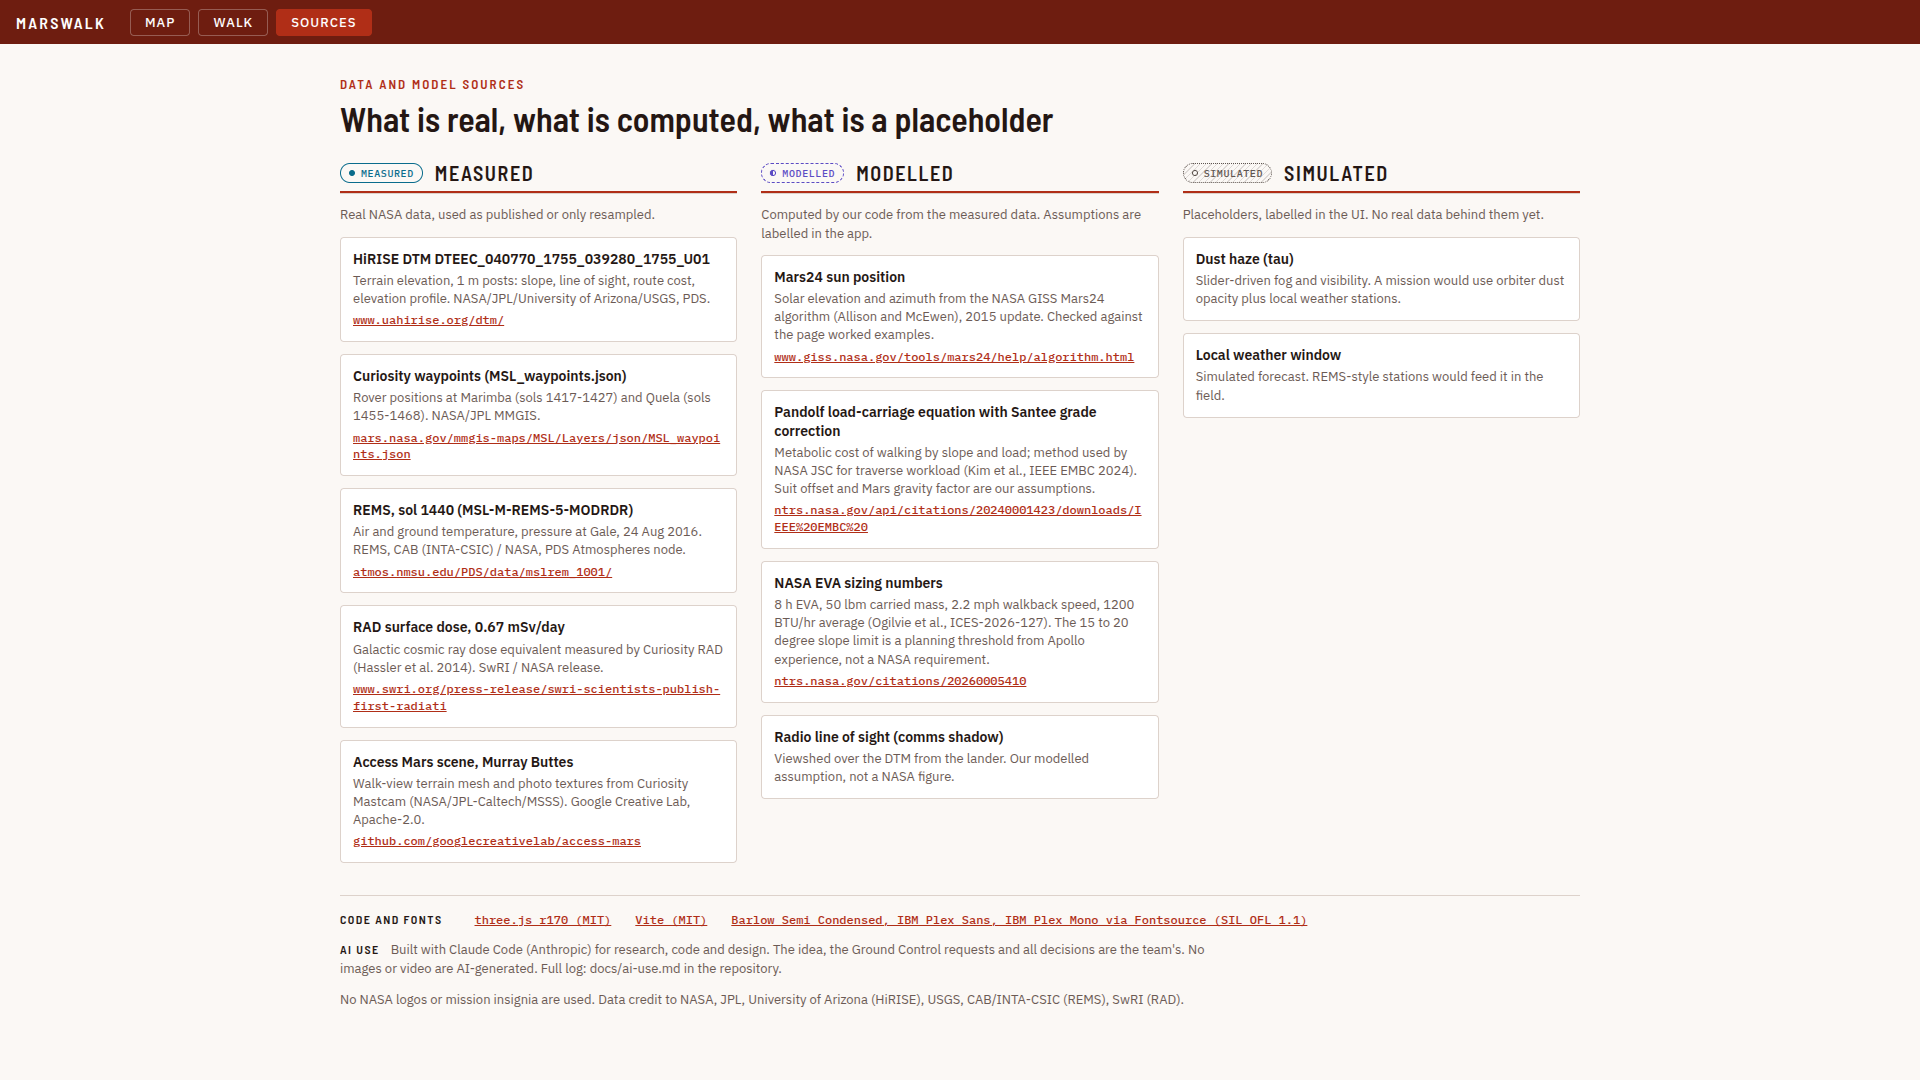 MARSWALK
MAP
WALK
SOURCES
DATA AND MODEL SOURCES
What is real, what is computed, what is a placeholder
MEASURED
MEASURED
Real NASA data, used as published or only resampled.
HiRISE DTM DTEEC_040770_1755_039280_1755_U01
Terrain elevation, 1 m posts: slope, line of sight, route cost,
elevation profile. NASA/JPL/University of Arizona/USGS, PDS.
www.uahirise.org/dtm/
Curiosity waypoints (MSL_waypoints.json)
Rover positions at Marimba (sols 1417-1427) and Quela (sols
1455-1468). NASA/JPL MMGIS.
mars.nasa.gov/mmgis-maps/MSL/Layers/json/MSL_waypoi
nts.json
REMS, sol 1440 (MSL-M-REMS-5-MODRDR)
Air and ground temperature, pressure at Gale, 24 Aug 2016.
REMS, CAB (INTA-CSIC) / NASA, PDS Atmospheres node.
atmos.nmsu.edu/PDS/data/mslrem_1001/
RAD surface dose, 0.67 mSv/day
Galactic cosmic ray dose equivalent measured by Curiosity RAD
(Hassler et al. 2014). SwRI / NASA release.
www.swri.org/press-release/swri-scientists-publish-
first-radiati
Access Mars scene, Murray Buttes
Walk-view terrain mesh and photo textures from Curiosity
Mastcam (NASA/JPL-Caltech/MSSS). Google Creative Lab,
Apache-2.0.
github.com/googlecreativelab/access-mars
MODELLED
MODELLED
Computed by our code from the measured data. Assumptions are
labelled in the app.
Mars24 sun position
Solar elevation and azimuth from the NASA GISS Mars24
algorithm (Allison and McEwen), 2015 update. Checked against
the page worked examples.
www.giss.nasa.gov/tools/mars24/help/algorithm.html
Pandolf load-carriage equation with Santee grade
correction
Metabolic cost of walking by slope and load; method used by
NASA JSC for traverse workload (Kim et al., IEEE EMBC 2024).
Suit offset and Mars gravity factor are our assumptions.
ntrs.nasa.gov/api/citations/20240001423/downloads/I
EEE%20EMBC%20
NASA EVA sizing numbers
8 h EVA, 50 lbm carried mass, 2.2 mph walkback speed, 1200
BTU/hr average (Ogilvie et al., ICES-2026-127). The 15 to 20
degree slope limit is a planning threshold from Apollo
experience, not a NASA requirement.
ntrs.nasa.gov/citations/20260005410
Radio line of sight (comms shadow)
Viewshed over the DTM from the lander. Our modelled
assumption, not a NASA figure.
SIMULATED
SIMULATED
Placeholders, labelled in the UI. No real data behind them yet.
Dust haze (tau)
Slider-driven fog and visibility. A mission would use orbiter dust
opacity plus local weather stations.
Local weather window
Simulated forecast. REMS-style stations would feed it in the
field.
CODE AND FONTS
three.js r170 (MIT)
Vite (MIT)
Barlow Semi Condensed, IBM Plex Sans, IBM Plex Mono via Fontsource (SIL OFL 1.1)
AI USE Built with Claude Code (Anthropic) for research, code and design. The idea, the Ground Control requests and all decisions are the team's. No
images or video are AI-generated. Full log: docs/ai-use.md in the repository.
No NASA logos or mission insignia are used. Data credit to NASA, JPL, University of Arizona (HiRISE), USGS, CAB/INTA-CSIC (REMS), SwRI (RAD).